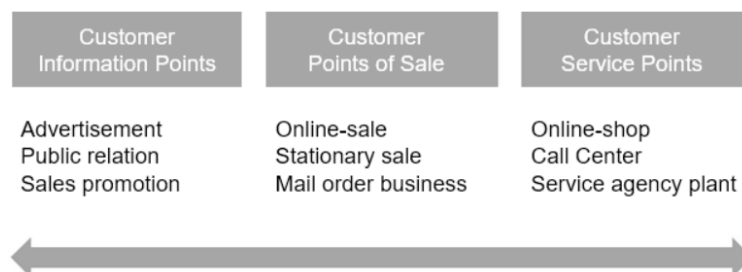 Customer
Information Points
Customer
Points of Sale
Customer
Service Points
Advertisement
Public relation
Sales promotion
Online-sale
Stationary sale
Mail order business
Online-shop
Call Center
Service agency plant